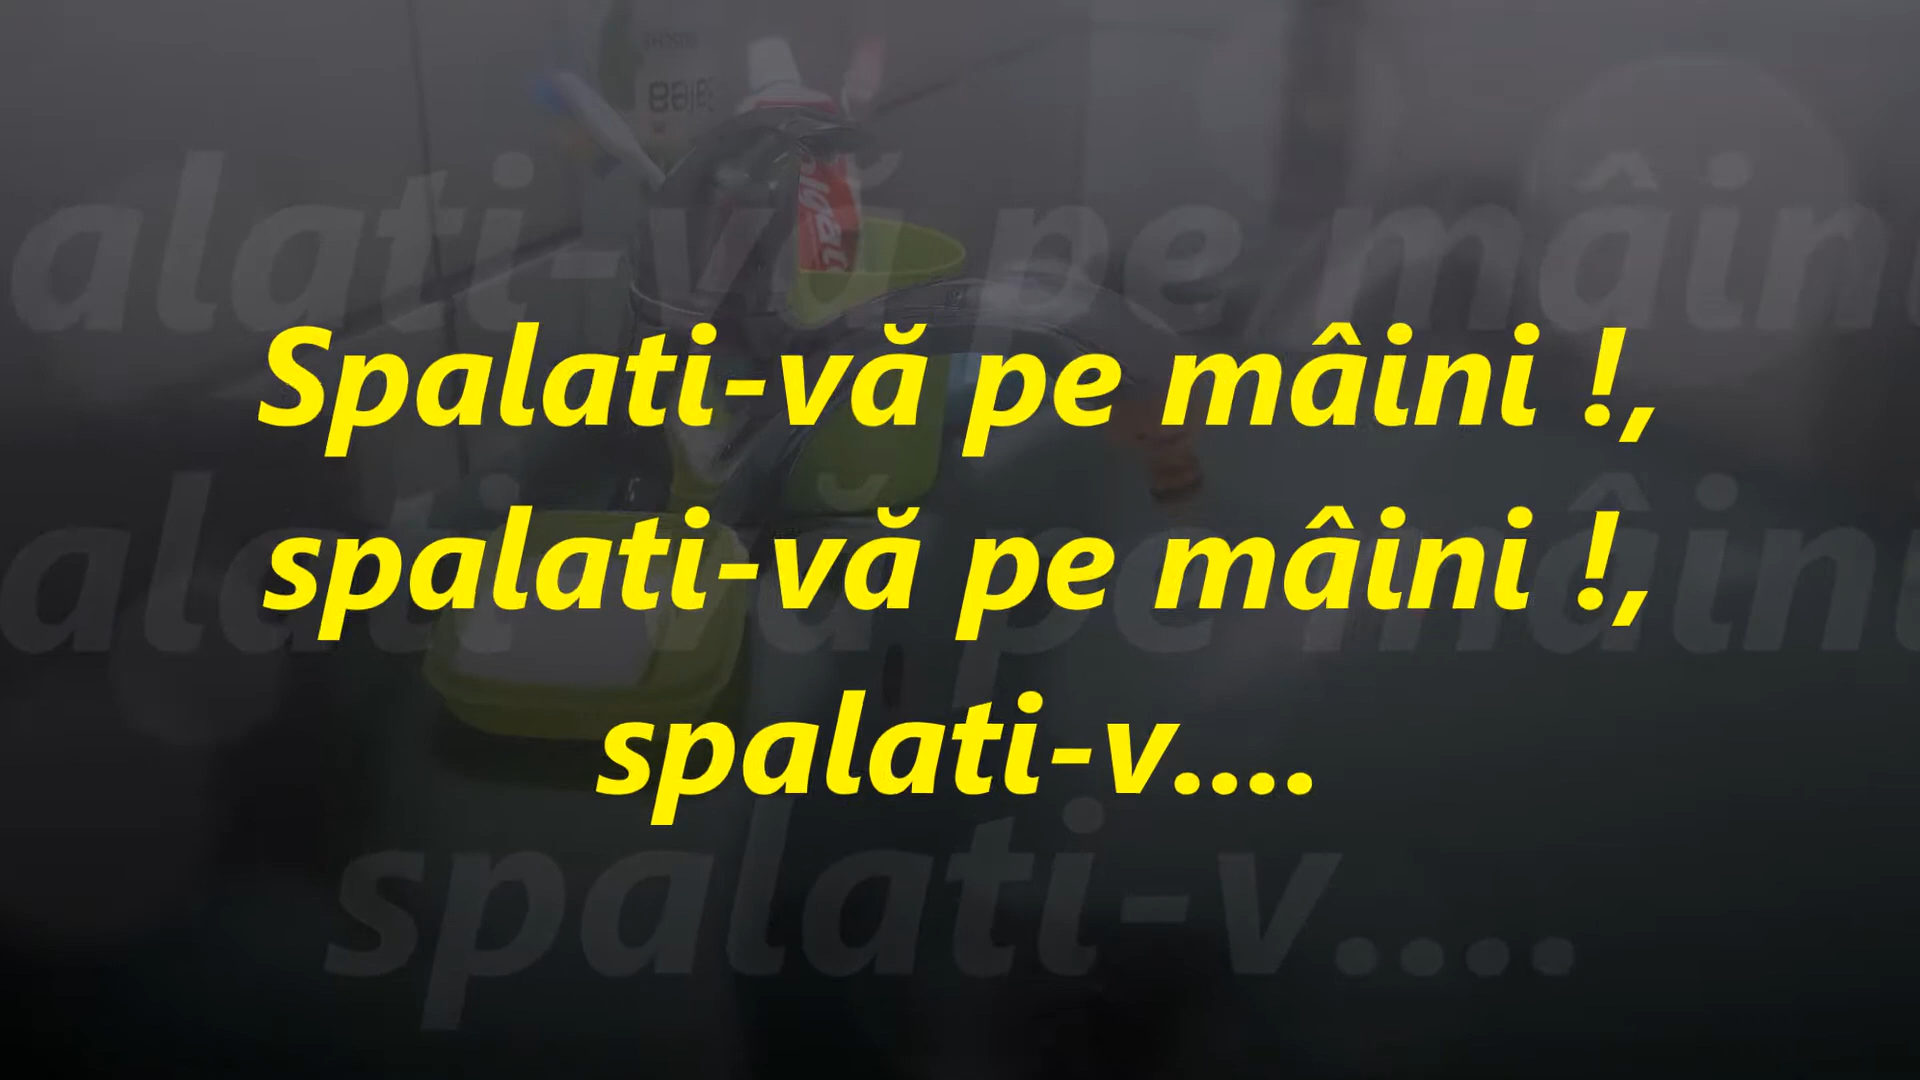 Spalati-vă pe mâini !,
spalati-vă pe mâini !,
spalati-v....